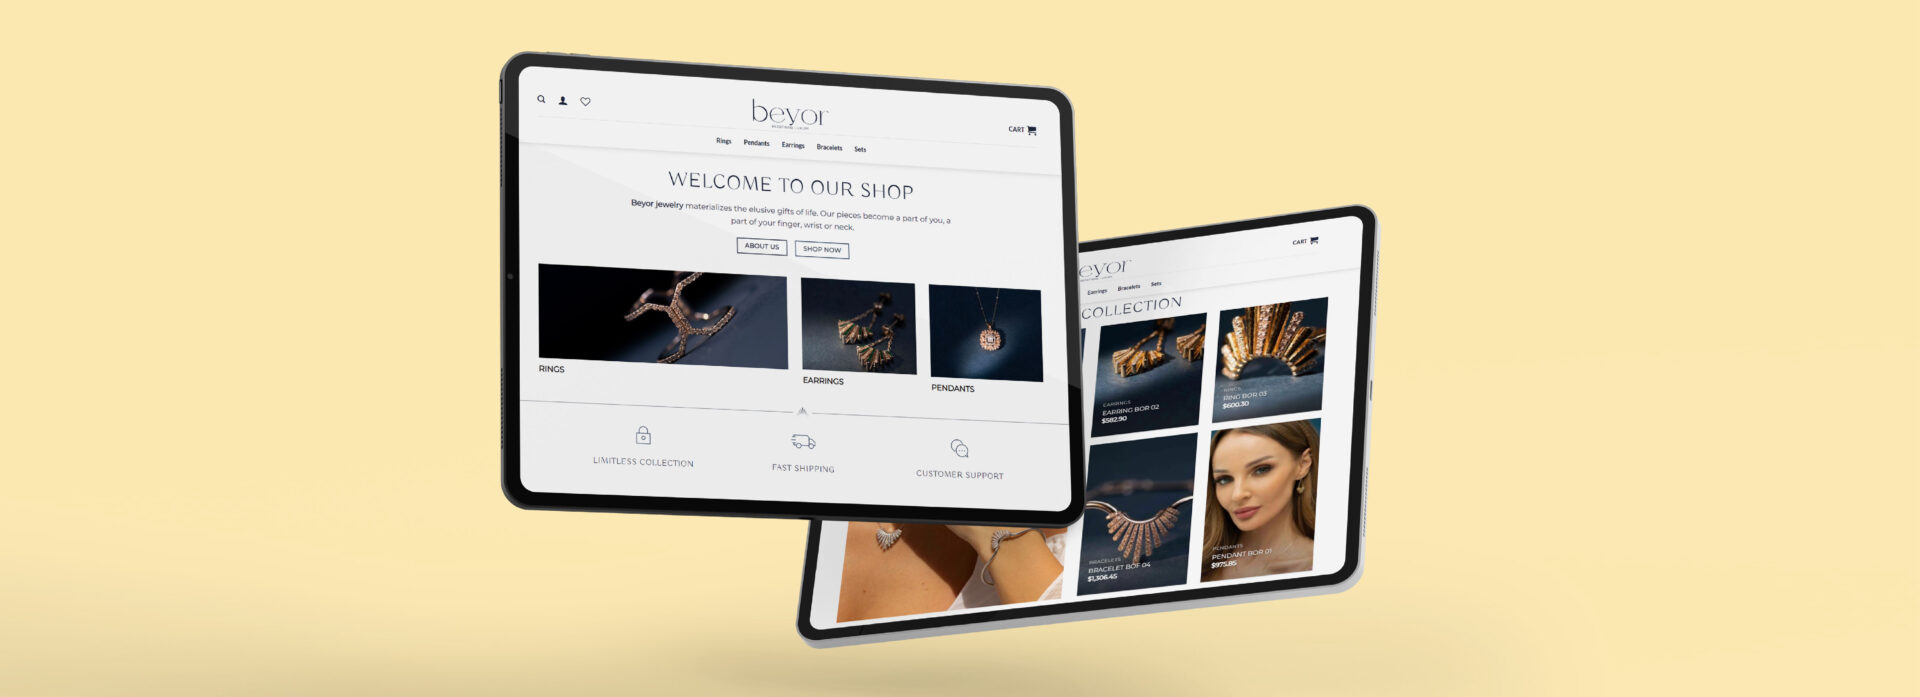 beyor
CART
Rings Pendants Earrings Bracelets Sets
WELCOME TO OUR SHOP
Beyor jewelry materializes the elusive gifts of life. Our pieces become a part of you, a
part of your finger, wrist or neck.
ABOUT US SHOP NOW
RINGS
EARRINGS
PENDANTS
LIMITLESS COLLECTION
FAST SHIPPING
CUSTOMER SUPPORT
eyor
CART
Earrings Bracelets Sets
COLLECTION
EARRINGS
EARRING BOR 02
$582.90
RINGS
RING BOR 03
$600.30
BRACELETS
BRACELET BOF 04
$1,306.45
PENDANTS
PENDANT BOR 01
$975.85